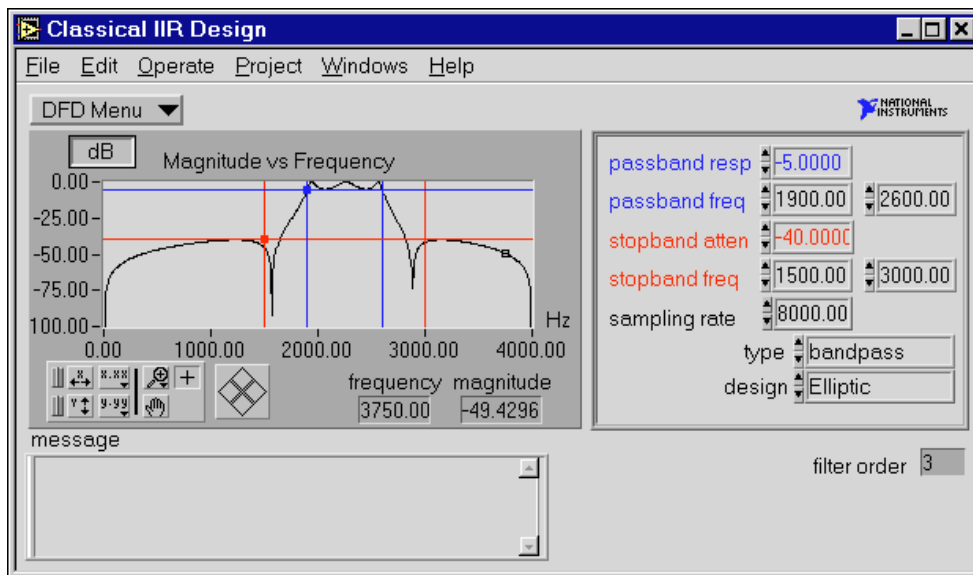 Classical IIR Design
File Edit Operate Project Windows Help
DFD Menu
NATIONAL
INSTRUMENTS
dB
Magnitude vs Frequency
0.00
-25.00
-50.00
-75.00
100.00
Hz
0.00 1000.00 2000.00 3000.00 4000.00
X X.XX
Y Y.YY
frequency magnitude
3750.00 -49.4296
passband resp -5.0000
passband freq 1900.00 2600.00
stopband atten -40.0000
stopband freq 1500.00 3000.00
sampling rate 8000.00
type bandpass
design Elliptic
message
filter order 3